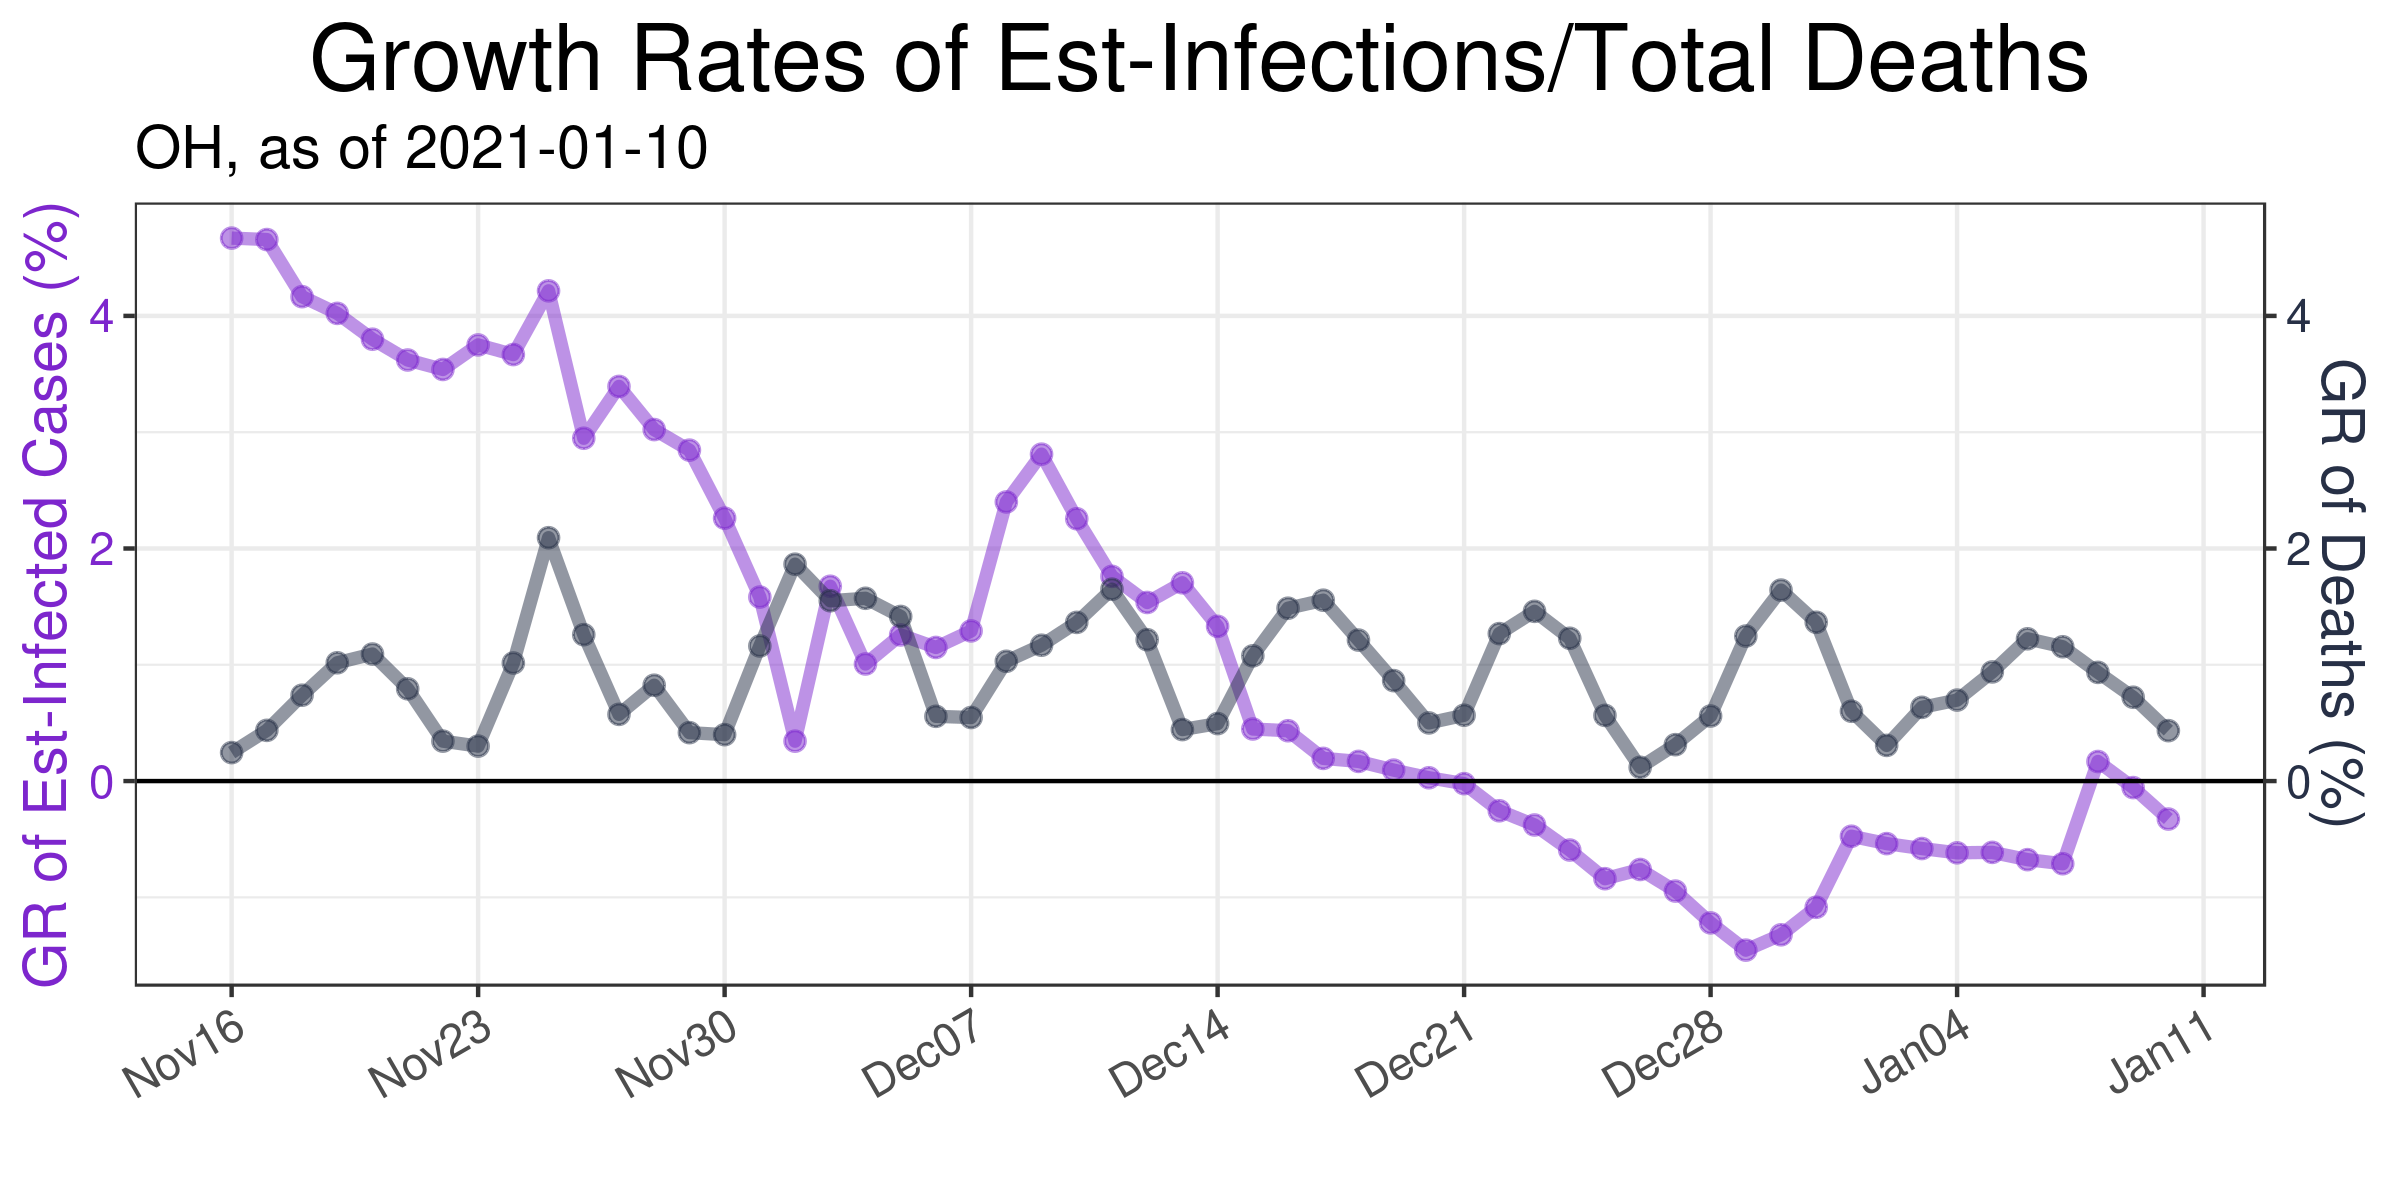 Growth Rates of Est-Infections/Total Deaths
OH, as of 2021-01-10
GR of Est-Infected Cases (%)
4
2
0
4
2
0
GR of Deaths (%)
Nov16
Nov23
Nov30
Dec07
Dec14
Dec21
Dec28
Jan04
Jan11